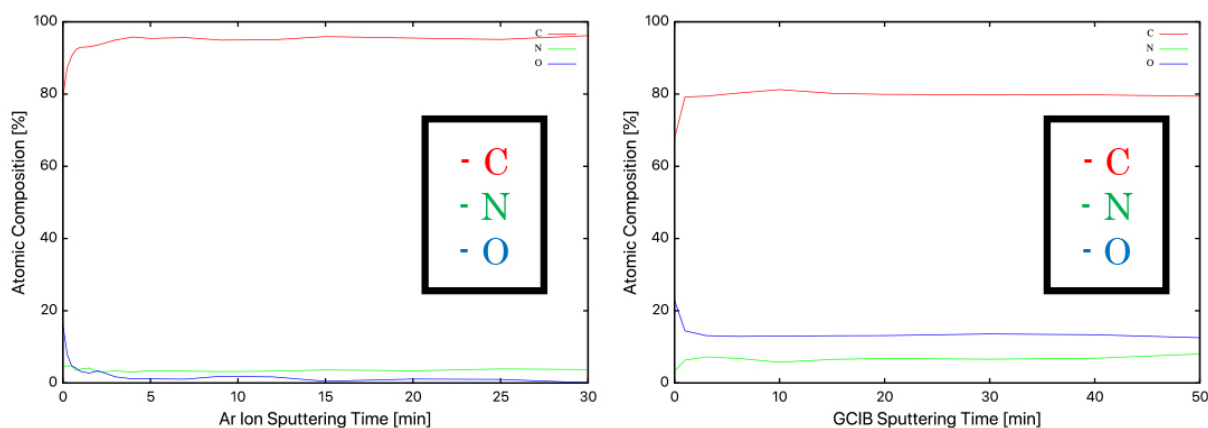 100
80
60
40
20
0
Atomic Composition [%]
C
N
O
- C
- N
- O
0 5 10 15 20 25 30
Ar Ion Sputtering Time [min]
100
80
60
40
20
0
Atomic Composition [%]
C
N
O
- C
- N
- O
0 10 20 30 40 50
GCIB Sputtering Time [min]